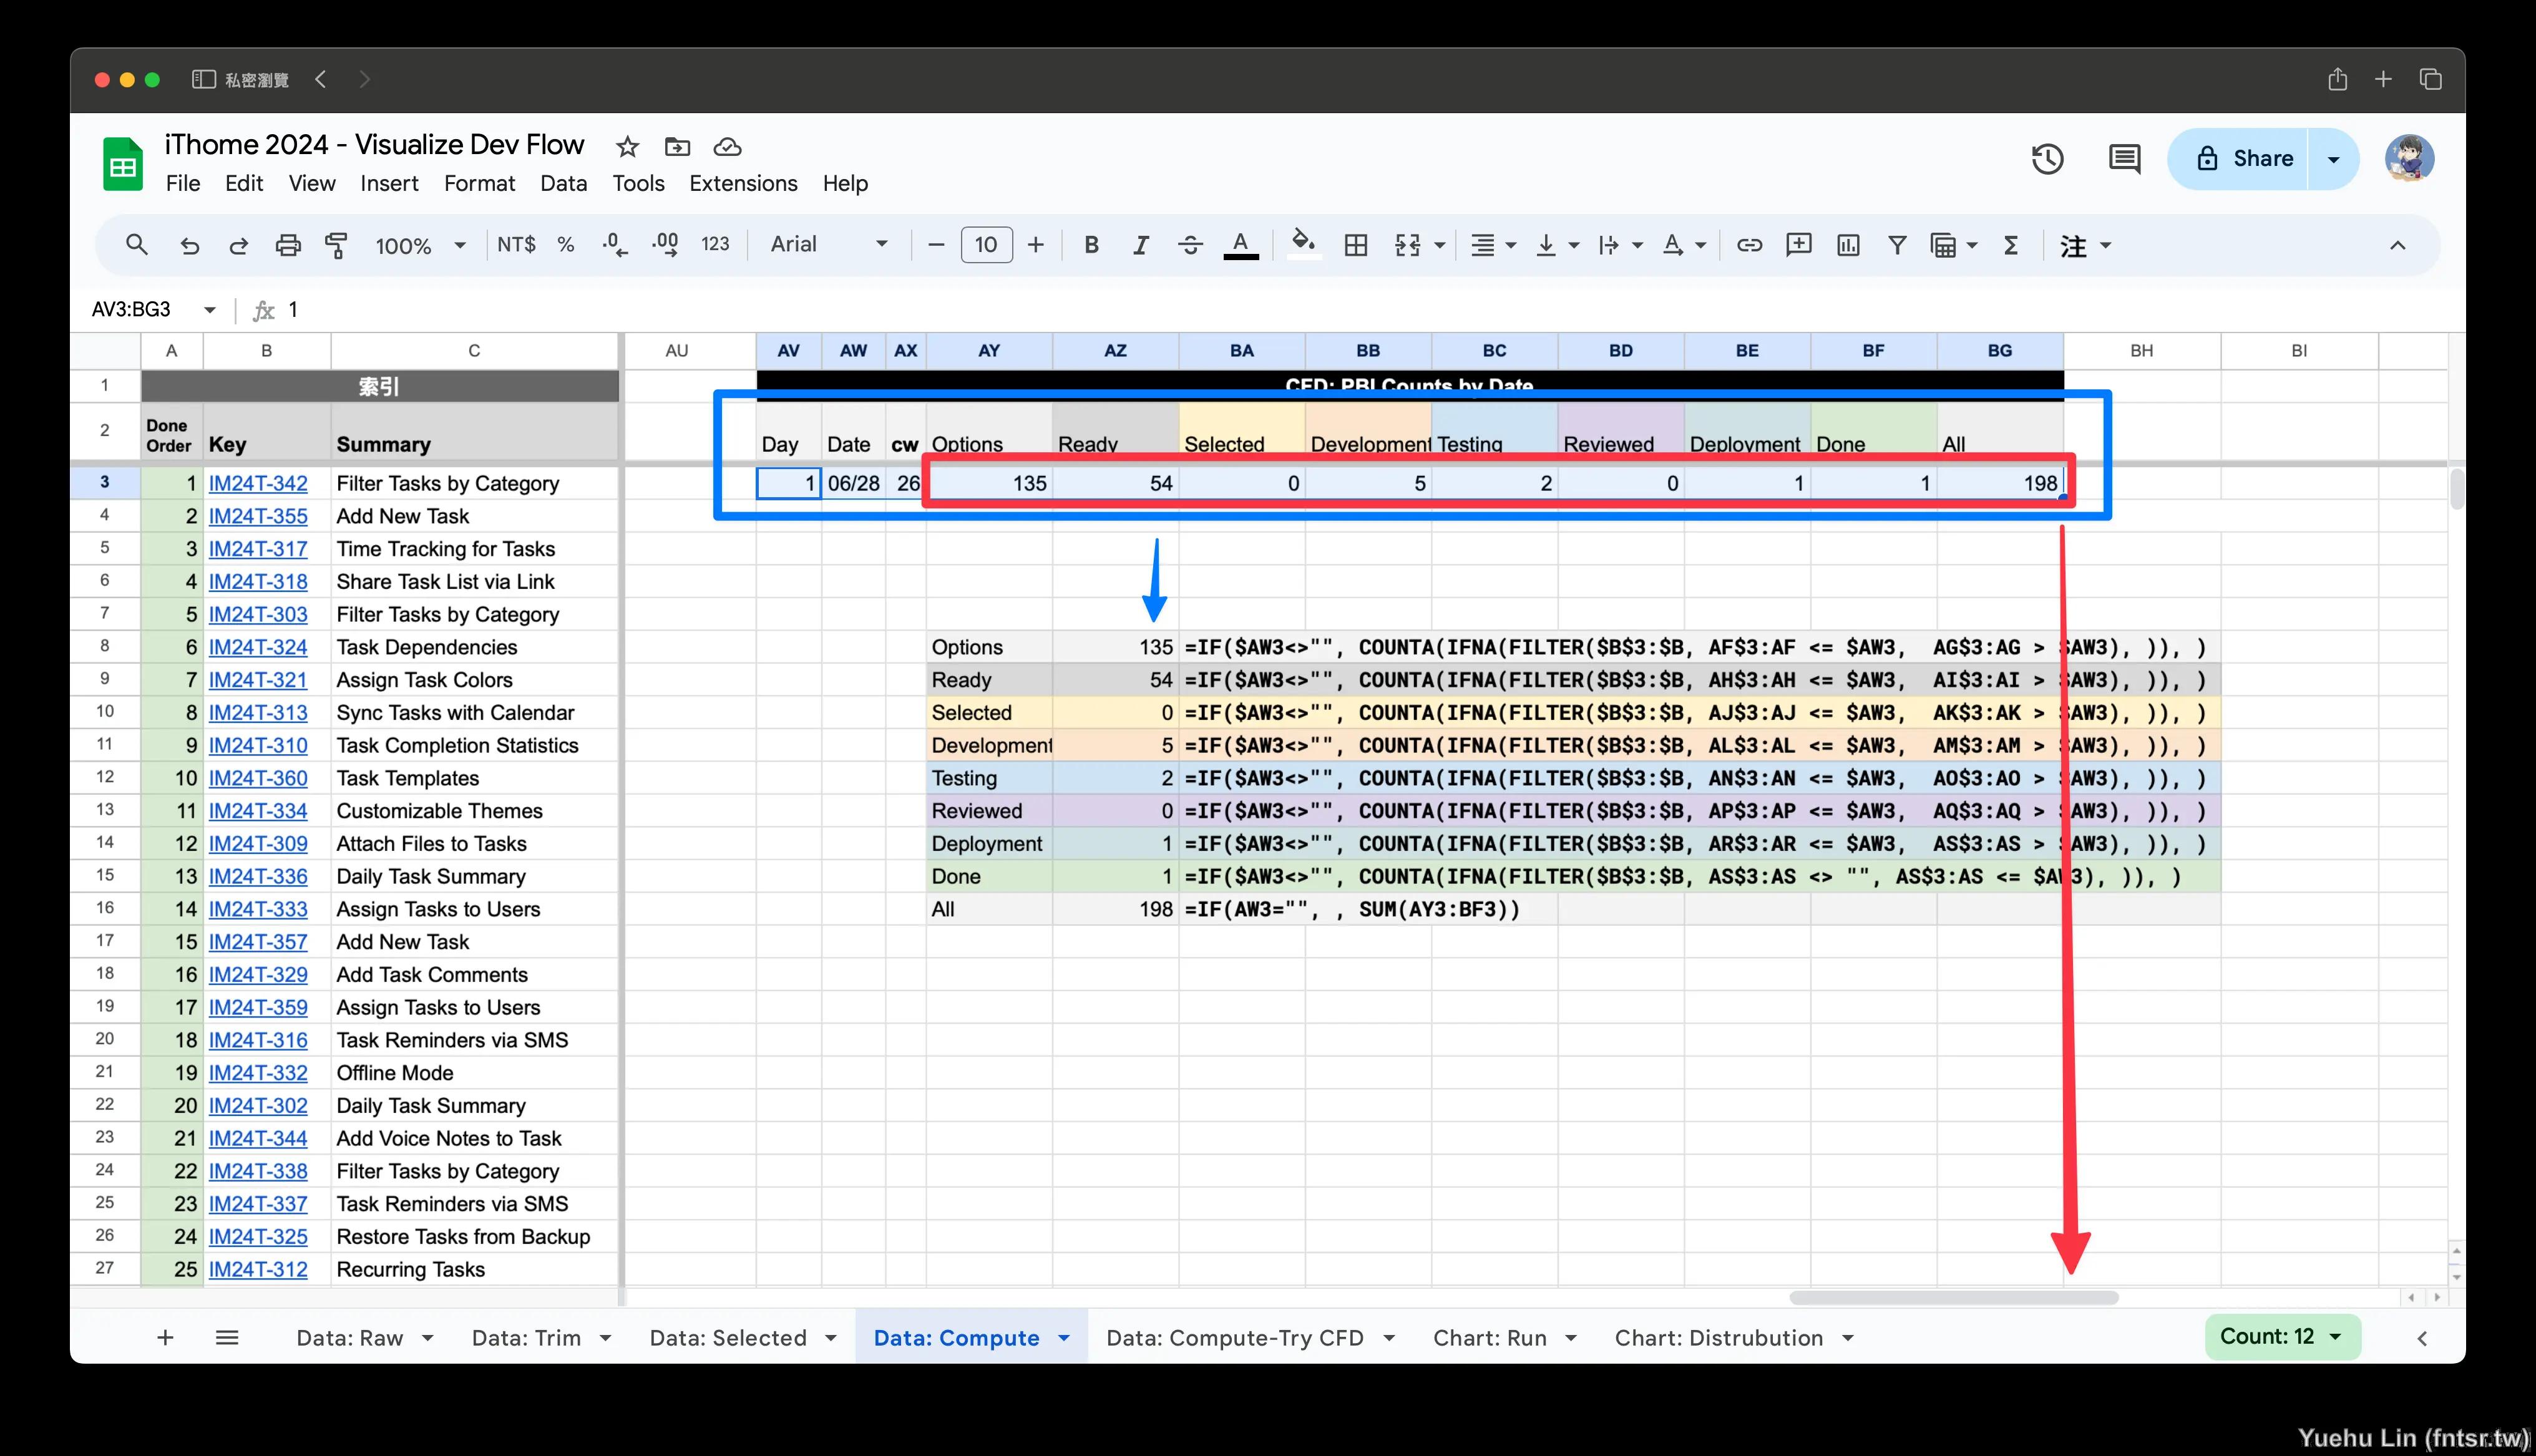 私密瀏覽
iThome 2024 - Visualize Dev Flow
File Edit View Insert Format Data Tools Extensions Help
Share
100% NT$ % .0 .00 123 Arial 10 B I A Σ 注
AV3:BG3 fx 1
A B C AU AV AW AX AY AZ BA BB BC BD BE BF BG BH BI
1 索引 CFD: PBI Counts by Date
2 Done Order Key Summary Day Date cw Options Ready Selected Development Testing Reviewed Deployment Done All
3 1 IM24T-342 Filter Tasks by Category 1 06/28 26 135 54 0 5 2 0 1 1 198
4 2 IM24T-355 Add New Task
5 3 IM24T-317 Time Tracking for Tasks
6 4 IM24T-318 Share Task List via Link
7 5 IM24T-303 Filter Tasks by Category
8 6 IM24T-324 Task Dependencies Options 135 =IF($AW3<>"", COUNTA(IFNA(FILTER($B$3:$B, AF$3:AF <= $AW3, AG$3:AG > $AW3), )), )
9 7 IM24T-321 Assign Task Colors Ready 54 =IF($AW3<>"", COUNTA(IFNA(FILTER($B$3:$B, AH$3:AH <= $AW3, AI$3:AI > $AW3), )), )
10 8 IM24T-313 Sync Tasks with Calendar Selected 0 =IF($AW3<>"", COUNTA(IFNA(FILTER($B$3:$B, AJ$3:AJ <= $AW3, AK$3:AK > $AW3), )), )
11 9 IM24T-310 Task Completion Statistics Development 5 =IF($AW3<>"", COUNTA(IFNA(FILTER($B$3:$B, AL$3:AL <= $AW3, AM$3:AM > $AW3), )), )
12 10 IM24T-360 Task Templates Testing 2 =IF($AW3<>"", COUNTA(IFNA(FILTER($B$3:$B, AN$3:AN <= $AW3, AO$3:AO > $AW3), )), )
13 11 IM24T-334 Customizable Themes Reviewed 0 =IF($AW3<>"", COUNTA(IFNA(FILTER($B$3:$B, AP$3:AP <= $AW3, AQ$3:AQ > $AW3), )), )
14 12 IM24T-309 Attach Files to Tasks Deployment 1 =IF($AW3<>"", COUNTA(IFNA(FILTER($B$3:$B, AR$3:AR <= $AW3, AS$3:AS > $AW3), )), )
15 13 IM24T-336 Daily Task Summary Done 1 =IF($AW3<>"", COUNTA(IFNA(FILTER($B$3:$B, AS$3:AS <> "", AS$3:AS <= $AW3), )), )
16 14 IM24T-333 Assign Tasks to Users All 198 =IF(AW3="", , SUM(AY3:BF3))
17 15 IM24T-357 Add New Task
18 16 IM24T-329 Add Task Comments
19 17 IM24T-359 Assign Tasks to Users
20 18 IM24T-316 Task Reminders via SMS
21 19 IM24T-332 Offline Mode
22 20 IM24T-302 Daily Task Summary
23 21 IM24T-344 Add Voice Notes to Task
24 22 IM24T-338 Filter Tasks by Category
25 23 IM24T-337 Task Reminders via SMS
26 24 IM24T-325 Restore Tasks from Backup
27 25 IM24T-312 Recurring Tasks
Data: Raw Data: Trim Data: Selected Data: Compute Data: Compute-Try CFD Chart: Run Chart: Distrubution Count: 12
Yuehu Lin (fntsr.tw)